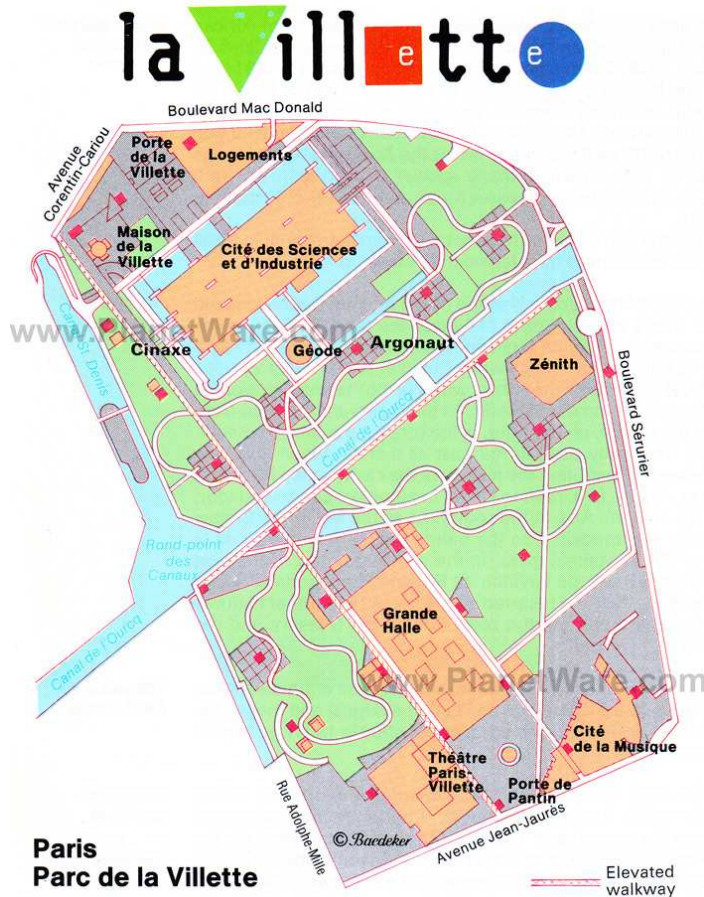 la Villette
Boulevard Mac Donald
Avenue
Corentin-Cariou
Porte
de la
Villette
Logements
Maison
de la
Villette
Cité des Sciences
et d'Industrie
www.PlanetWare.com
Canal St. Denis
Cinaxe
Géode
Argonaut
Zénith
Boulevard Sérurier
Canal de l'Ourcq
Rond-point
des
Canaux
Grande
Halle
Canal de l'Ourcq
www.PlanetWare.com
Cité
de la Musique
Théâtre
Paris-
Villette
Porte de
Pantin
Rue Adolphe-Mille
© Baedeker
Avenue Jean-Jaurés
Paris
Parc de la Villette
Elevated
walkway